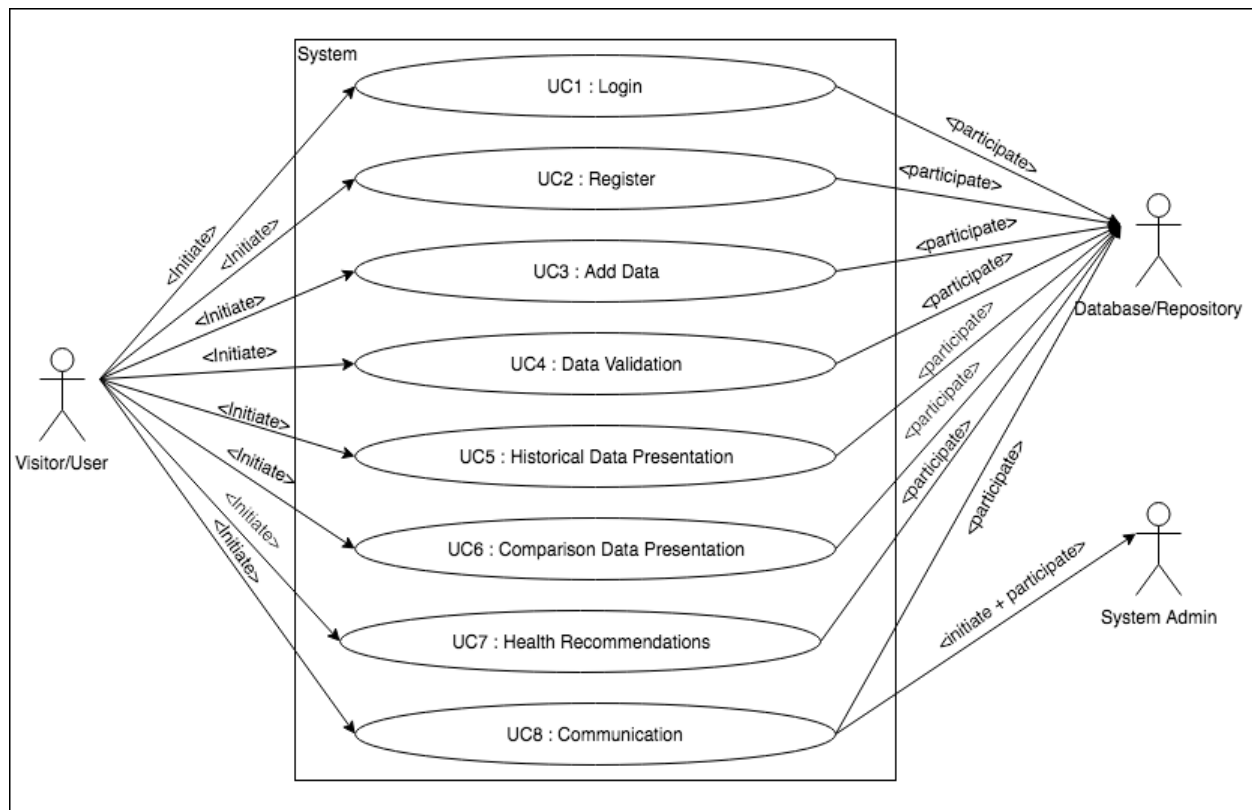 System
UC1 : Login
<participate>
UC2 : Register
<participate>
<Initiate>
<Initiate>
UC3 : Add Data
<participate>
Database/Repository
<Initiate>
<Initiate>
UC4 : Data Validation
<participate>
<participate>
Visitor/User
<Initiate>
UC5 : Historical Data Presentation
<participate>
<Initiate>
<participate>
<Initiate>
UC6 : Comparison Data Presentation
<participate>
<Initiate>
<initiate + participate>
System Admin
UC7 : Health Recommendations
UC8 : Communication